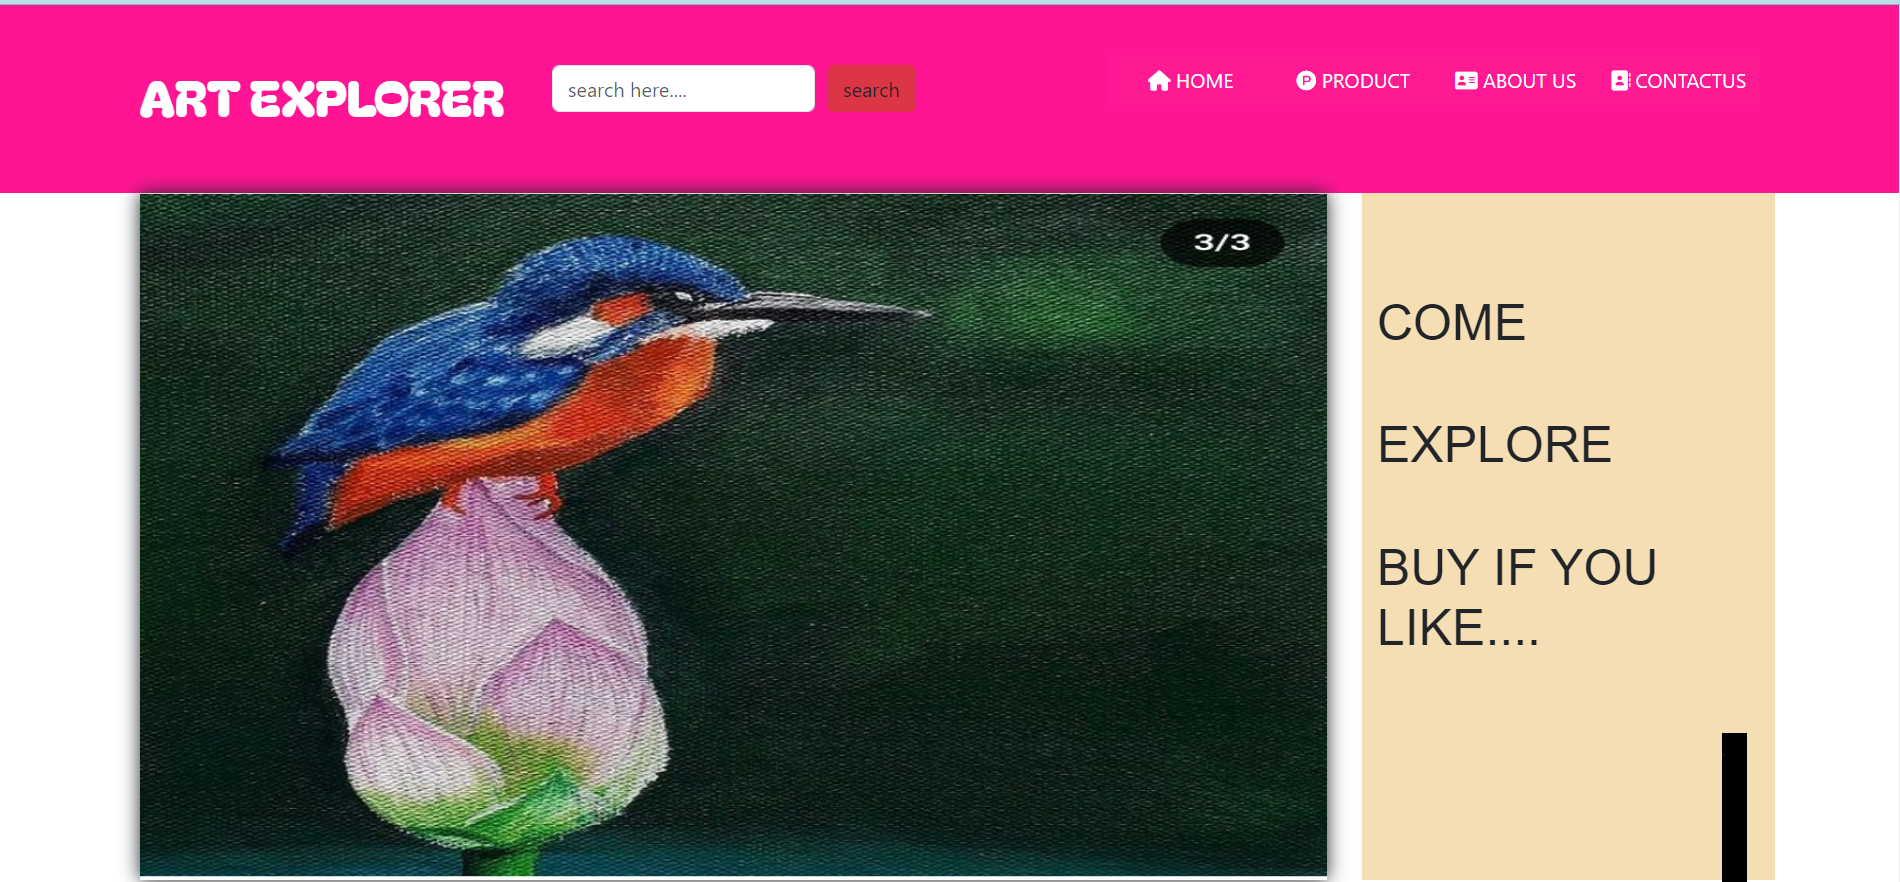 ART EXPLORER
search here....
search
HOME
PRODUCT
ABOUT US
CONTACTUS
3/3
COME
EXPLORE
BUY IF YOU
LIKE....